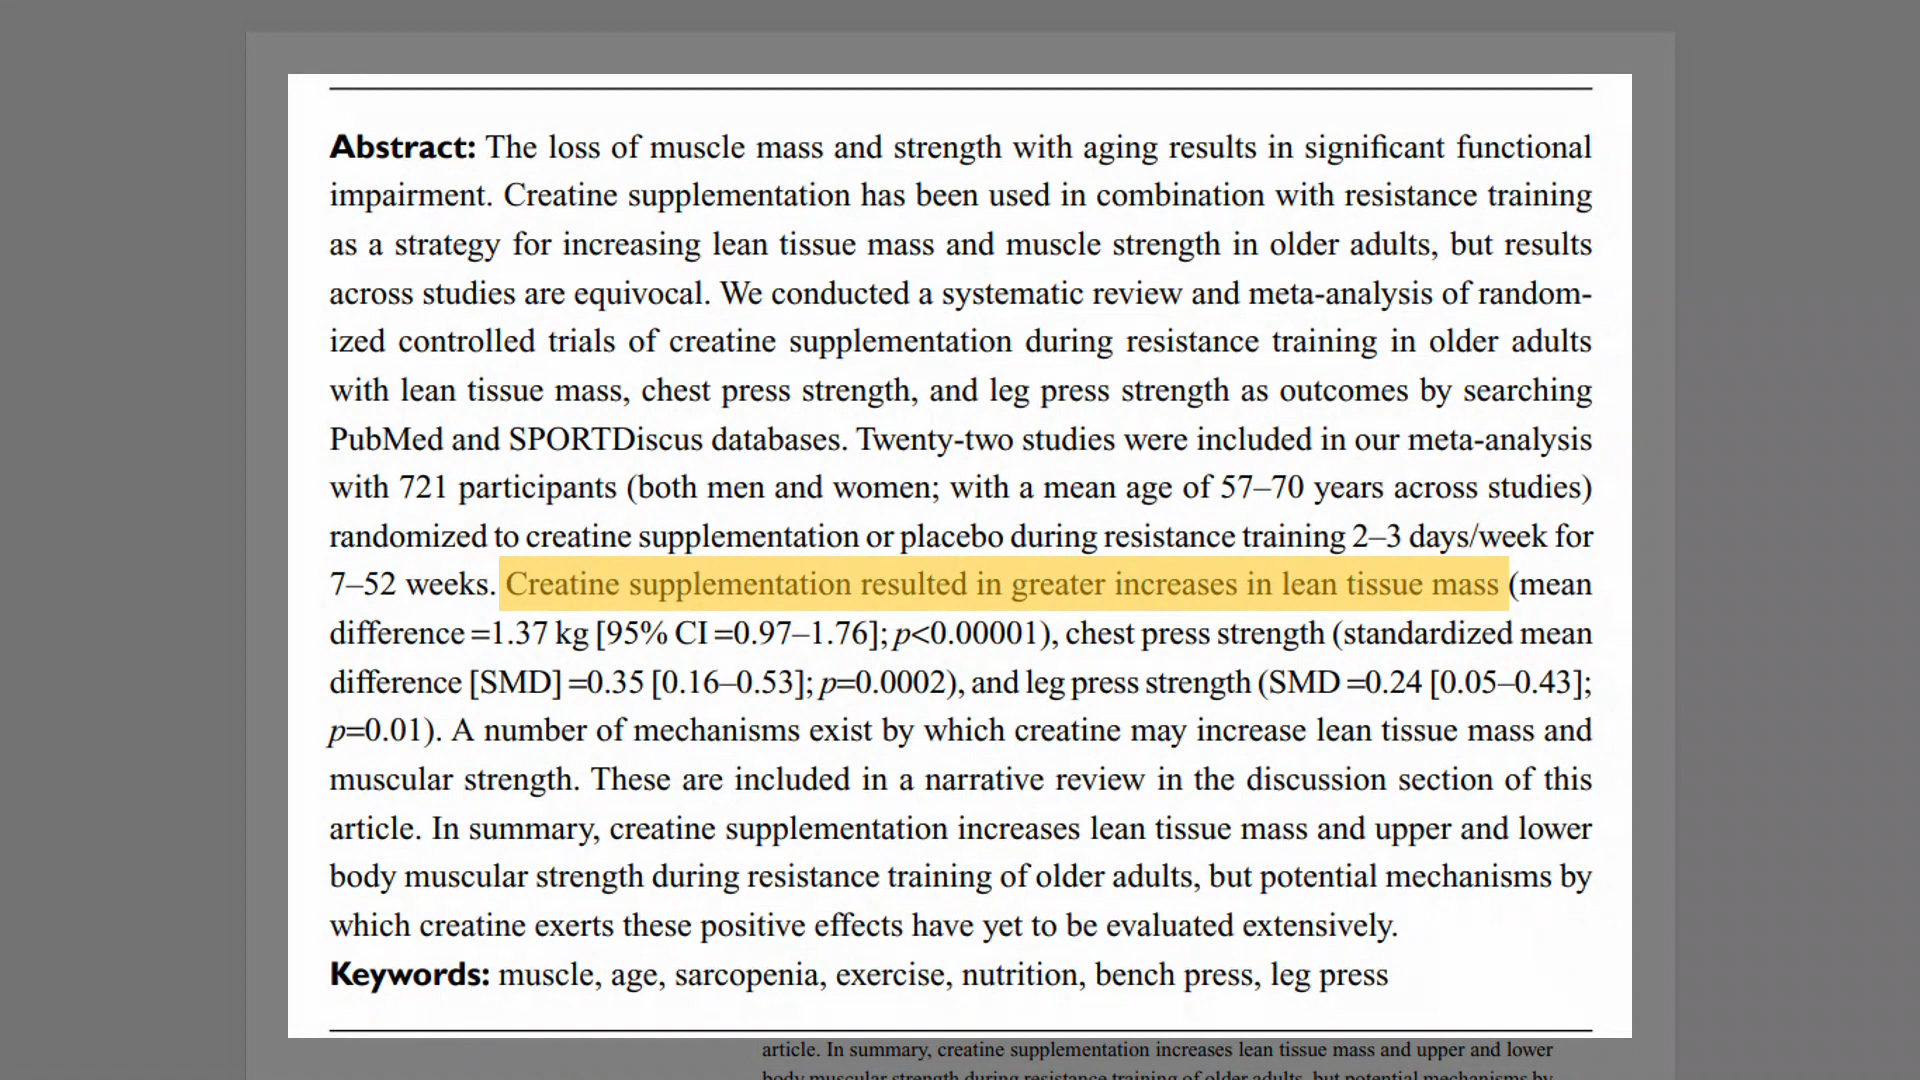 Abstract: The loss of muscle mass and strength with aging results in significant functional
impairment. Creatine supplementation has been used in combination with resistance training
as a strategy for increasing lean tissue mass and muscle strength in older adults, but results
across studies are equivocal. We conducted a systematic review and meta-analysis of random-
ized controlled trials of creatine supplementation during resistance training in older adults
with lean tissue mass, chest press strength, and leg press strength as outcomes by searching
PubMed and SPORTDiscus databases. Twenty-two studies were included in our meta-analysis
with 721 participants (both men and women; with a mean age of 57–70 years across studies)
randomized to creatine supplementation or placebo during resistance training 2–3 days/week for
7–52 weeks. Creatine supplementation resulted in greater increases in lean tissue mass (mean
difference =1.37 kg [95% CI =0.97–1.76]; p<0.00001), chest press strength (standardized mean
difference [SMD] =0.35 [0.16–0.53]; p=0.0002), and leg press strength (SMD =0.24 [0.05–0.43];
p=0.01). A number of mechanisms exist by which creatine may increase lean tissue mass and
muscular strength. These are included in a narrative review in the discussion section of this
article. In summary, creatine supplementation increases lean tissue mass and upper and lower
body muscular strength during resistance training of older adults, but potential mechanisms by
which creatine exerts these positive effects have yet to be evaluated extensively.
Keywords: muscle, age, sarcopenia, exercise, nutrition, bench press, leg press
article. In summary, creatine supplementation increases lean tissue mass and upper and lower
body muscular strength during resistance training of older adults, but potential mechanisms by